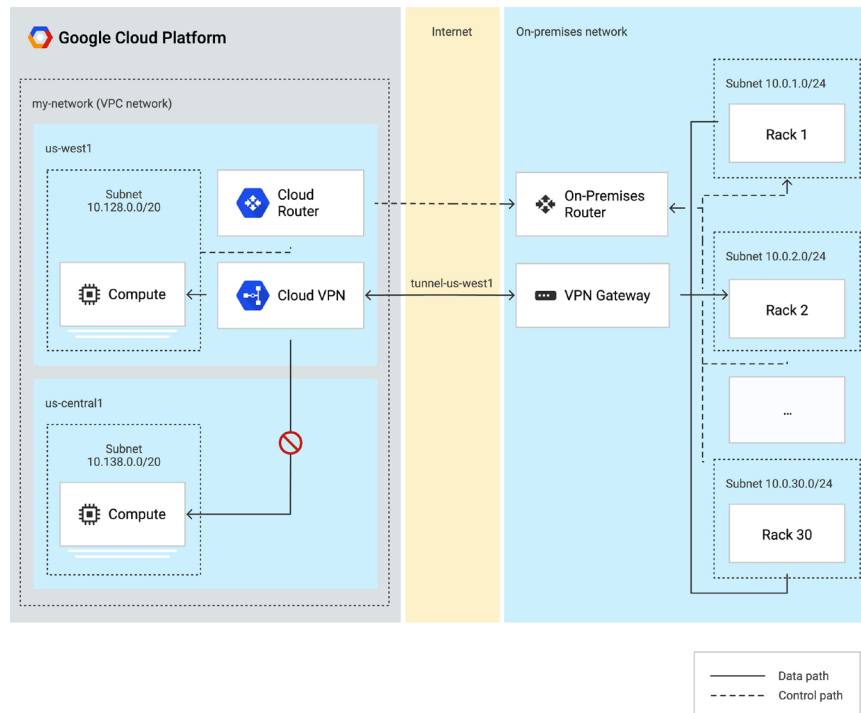 Google Cloud Platform
Internet
On-premises network
my-network (VPC network)
us-west1
Subnet
10.128.0.0/20
Cloud
Router
Compute
Cloud VPN
tunnel-us-west1
On-Premises
Router
VPN Gateway
Subnet 10.0.1.0/24
Rack 1
Subnet 10.0.2.0/24
Rack 2
...
Subnet 10.0.30.0/24
Rack 30
us-central1
Subnet
10.138.0.0/20
Compute
Data path
Control path